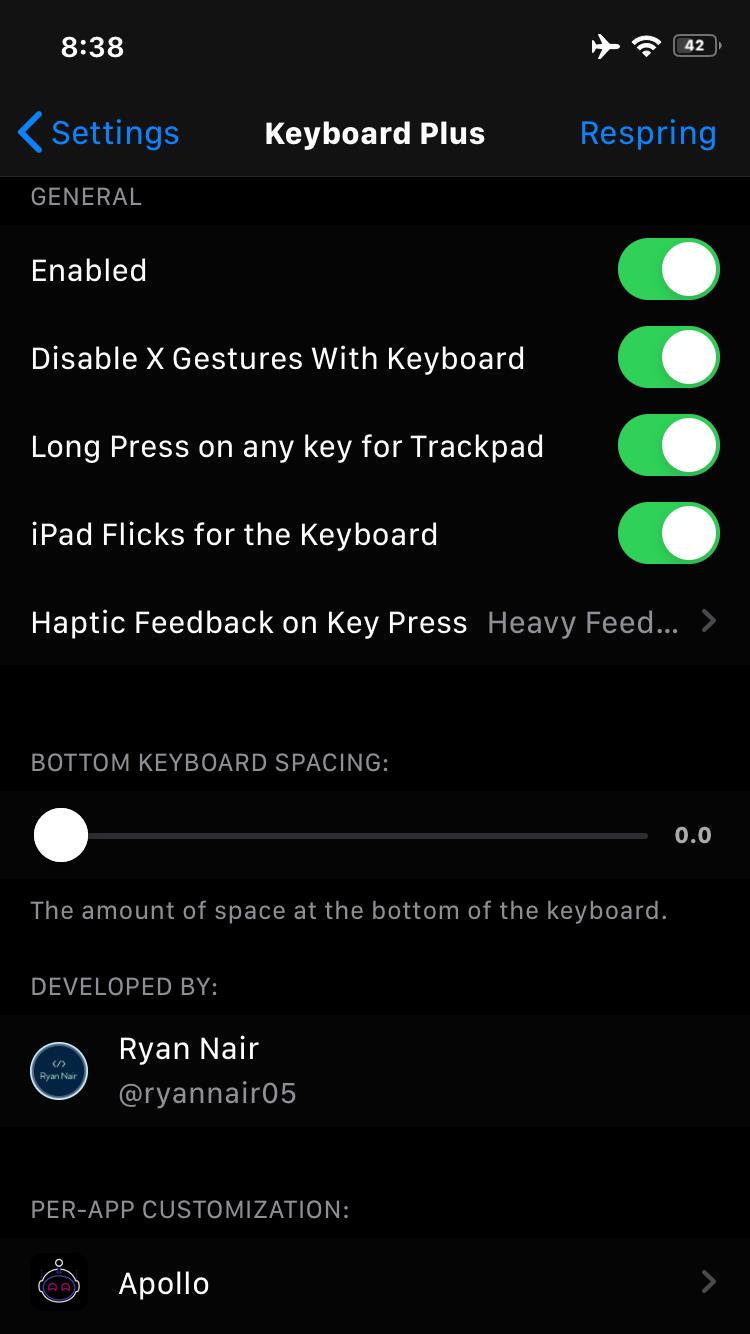 8:38
42
Settings
Keyboard Plus
Respring
GENERAL
Enabled
Disable X Gestures With Keyboard
Long Press on any key for Trackpad
iPad Flicks for the Keyboard
Haptic Feedback on Key Press Heavy Feed...
BOTTOM KEYBOARD SPACING:
0.0
The amount of space at the bottom of the keyboard.
DEVELOPED BY:
</>
Ryan Nair
Ryan Nair
@ryannair05
PER-APP CUSTOMIZATION:
Apollo